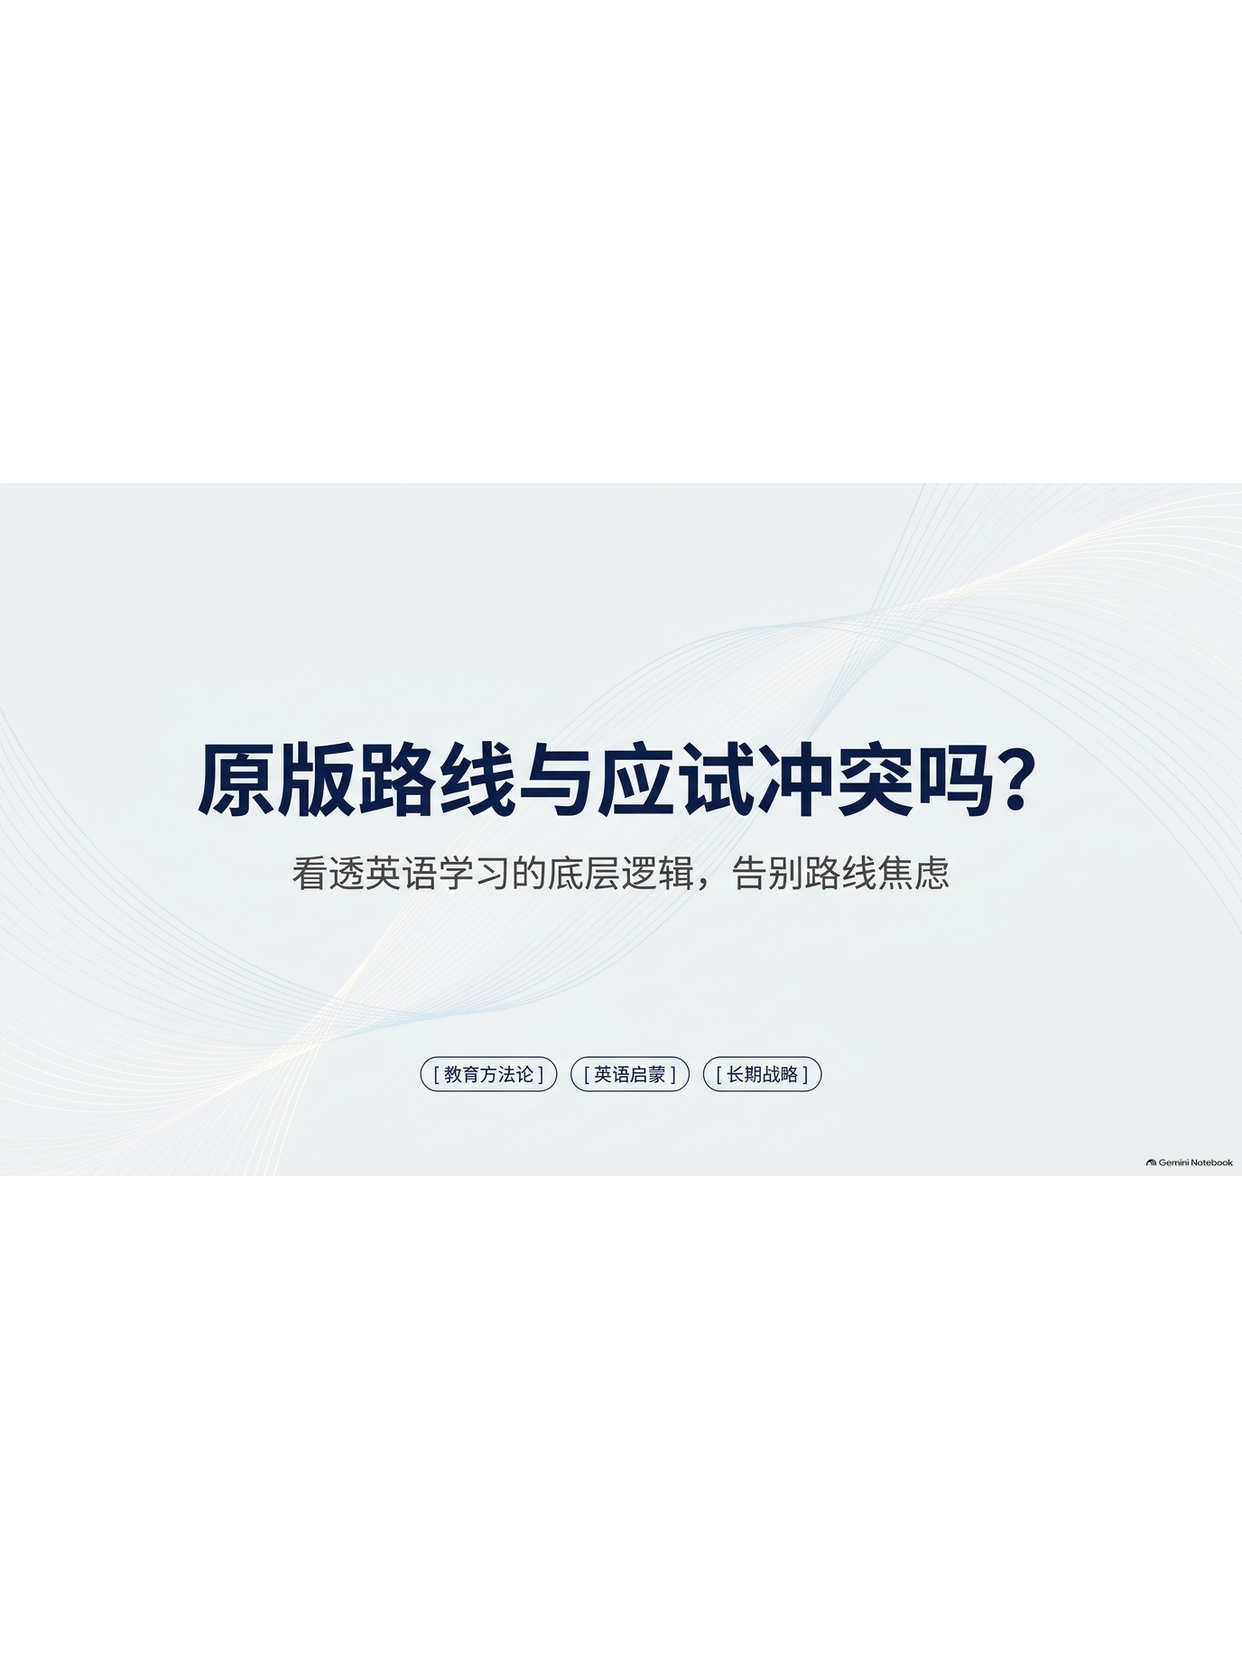 原版路线与应试冲突吗？
看透英语学习的底层逻辑，告别路线焦虑
[ 教育方法论 ] [ 英语启蒙 ] [ 长期战略 ]
Gemini Notebook